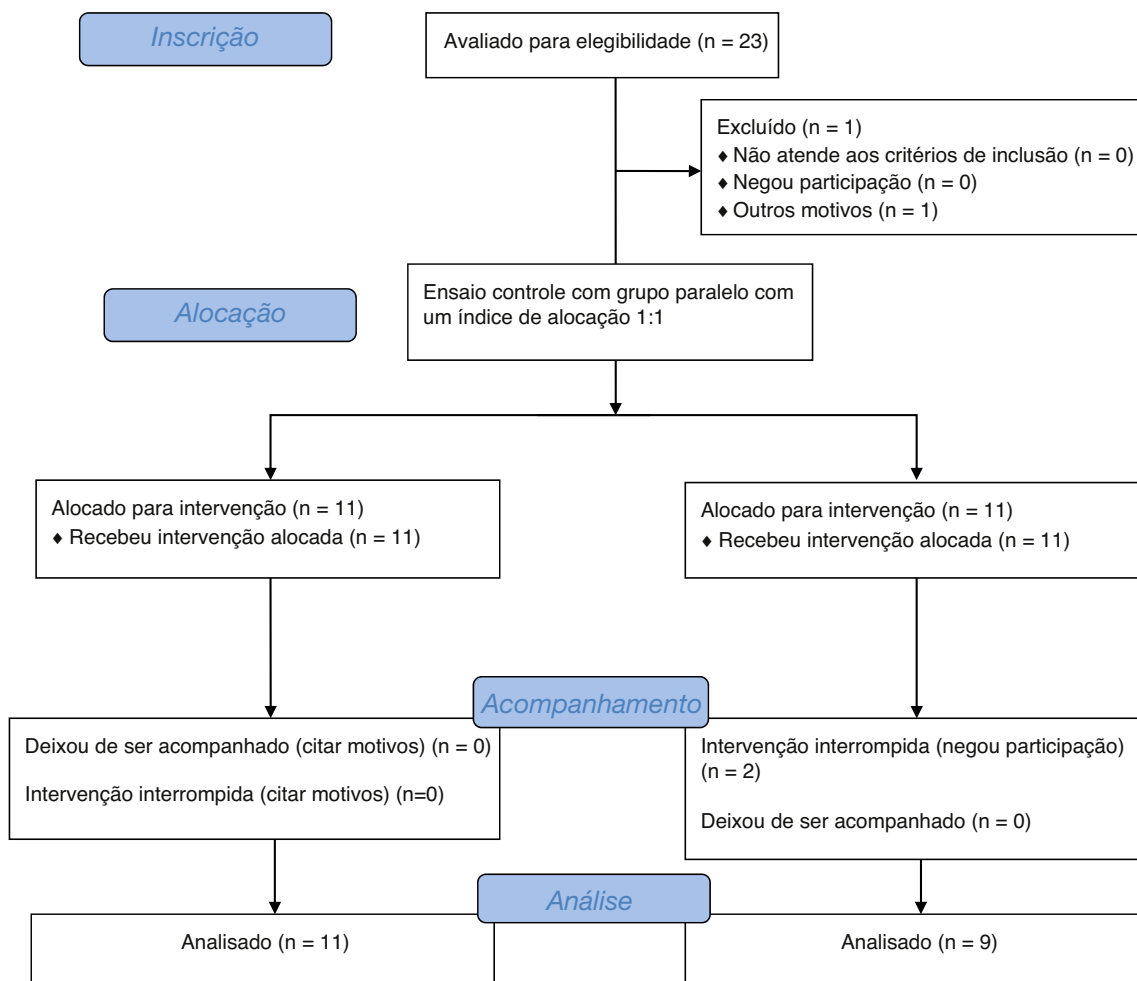 Inscrição
Avaliado para elegibilidade (n = 23)
Excluído (n = 1)
♦ Não atende aos critérios de inclusão (n = 0)
♦ Negou participação (n = 0)
♦ Outros motivos (n = 1)
Alocação
Ensaio controle com grupo paralelo com
um índice de alocação 1:1
Alocado para intervenção (n = 11)
♦ Recebeu intervenção alocada (n = 11)
Alocado para intervenção (n = 11)
♦ Recebeu intervenção alocada (n = 11)
Acompanhamento
Deixou de ser acompanhado (citar motivos) (n = 0)
Intervenção interrompida (citar motivos) (n=0)
Intervenção interrompida (negou participação)
(n = 2)
Deixou de ser acompanhado (n = 0)
Análise
Analisado (n = 11)
Analisado (n = 9)